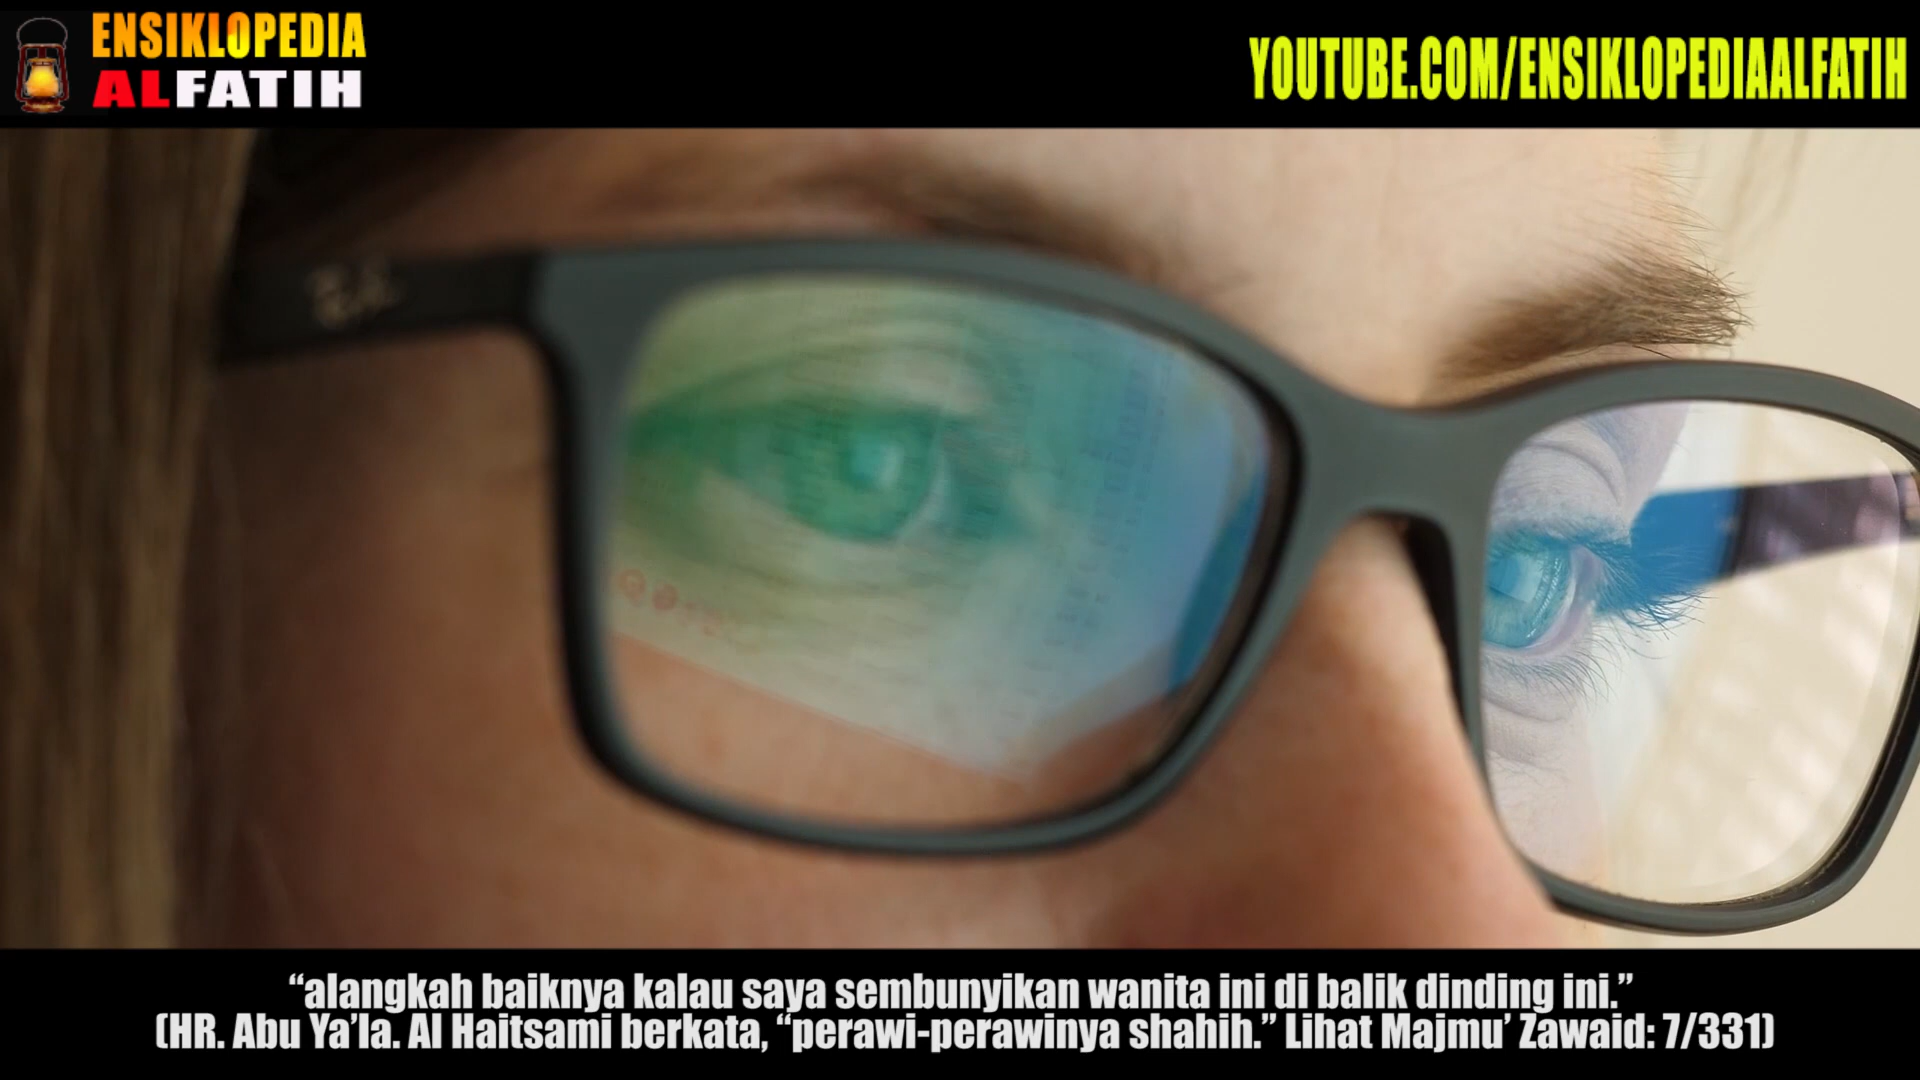 ENSIKLOPEDIA
ALFATIH
YOUTUBE.COM/ENSIKLOPEDIAALFATIH
“alangkah baiknya kalau saya sembunyikan wanita ini di balik dinding ini.”
(HR. Abu Ya’la. Al Haitsami berkata, “perawi-perawinya shahih.” Lihat Majmu’ Zawaid: 7/331)